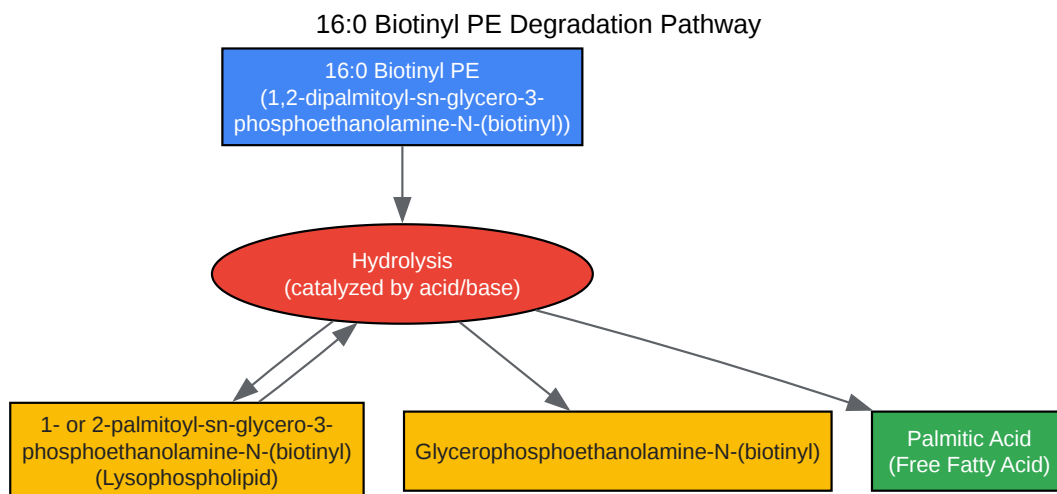 16:0 Biotinyl PE Degradation Pathway
16:0 Biotinyl PE
(1,2-dipalmitoyl-sn-glycero-3-
phosphoethanolamine-N-(biotinyl))
Hydrolysis
(catalyzed by acid/base)
1- or 2-palmitoyl-sn-glycero-3-
phosphoethanolamine-N-(biotinyl)
(Lysophospholipid)
Glycerophosphoethanolamine-N-(biotinyl)
Palmitic Acid
(Free Fatty Acid)